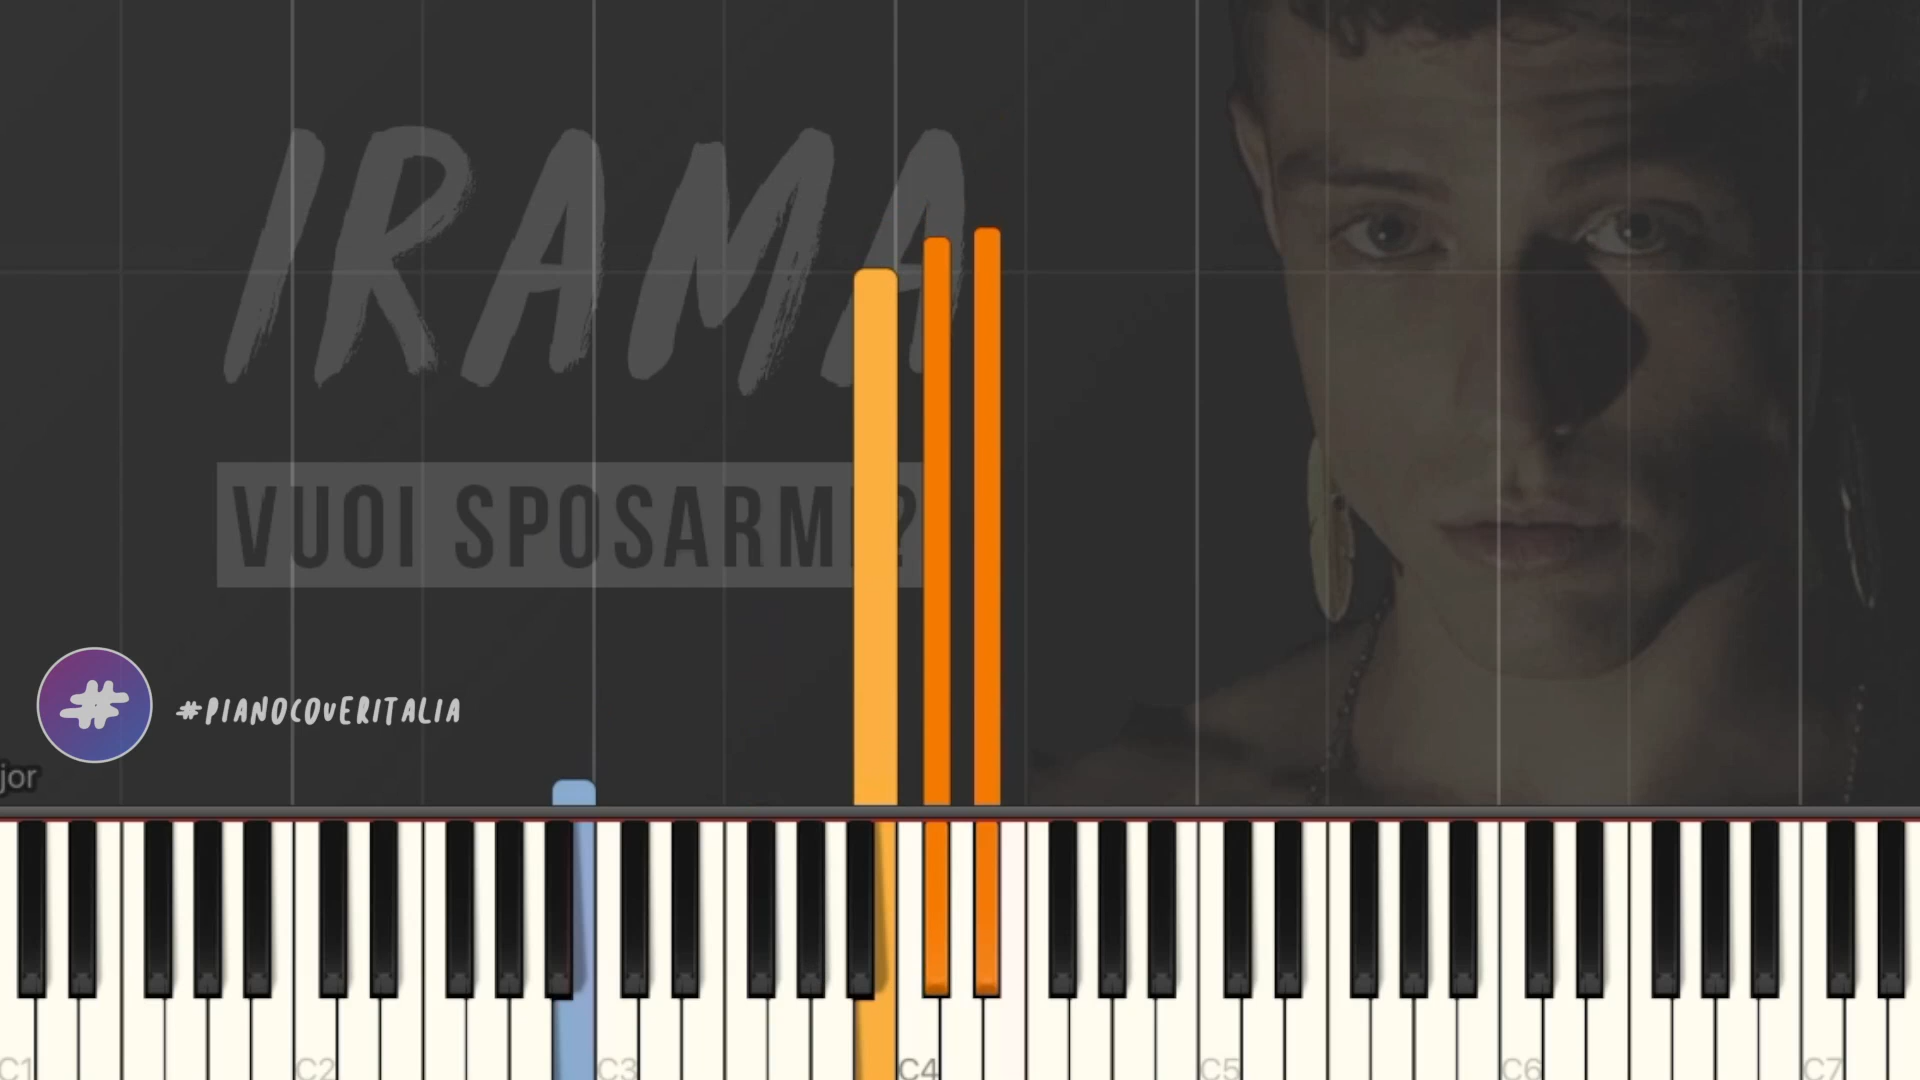 IRAMA
VUOI SPOSARMI?
#PIANOCOVERITALIA
jor
C1 C2 C3 C4 C5 C6 C7